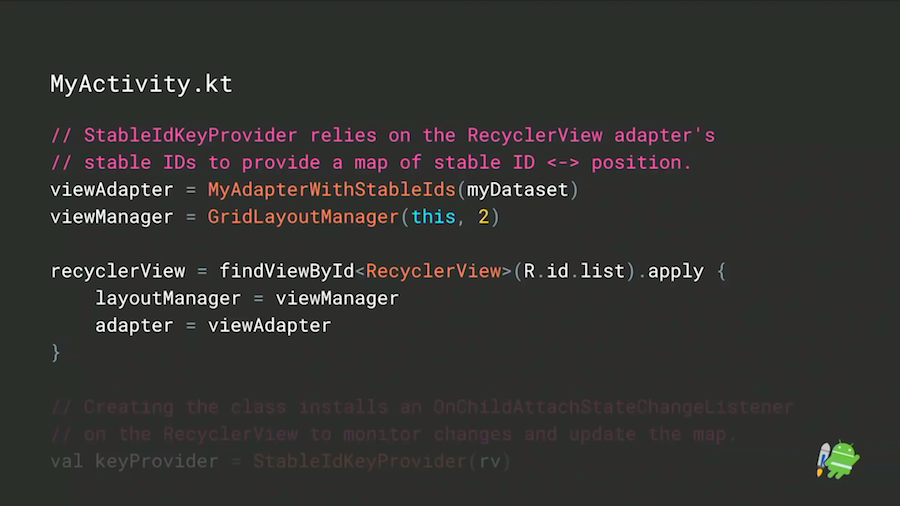 MyActivity.kt
// StableIdKeyProvider relies on the RecyclerView adapter's
// stable IDs to provide a map of stable ID <-> position.
viewAdapter = MyAdapterWithStableIds(myDataset)
viewManager = GridLayoutManager(this, 2)
recyclerView = findViewById<RecyclerView>(R.id.list).apply {
    layoutManager = viewManager
    adapter = viewAdapter
}
// Creating the class installs an OnChildAttachStateChangeListener
// on the RecyclerView to monitor changes and update the map.
val keyProvider = StableIdKeyProvider(rv)